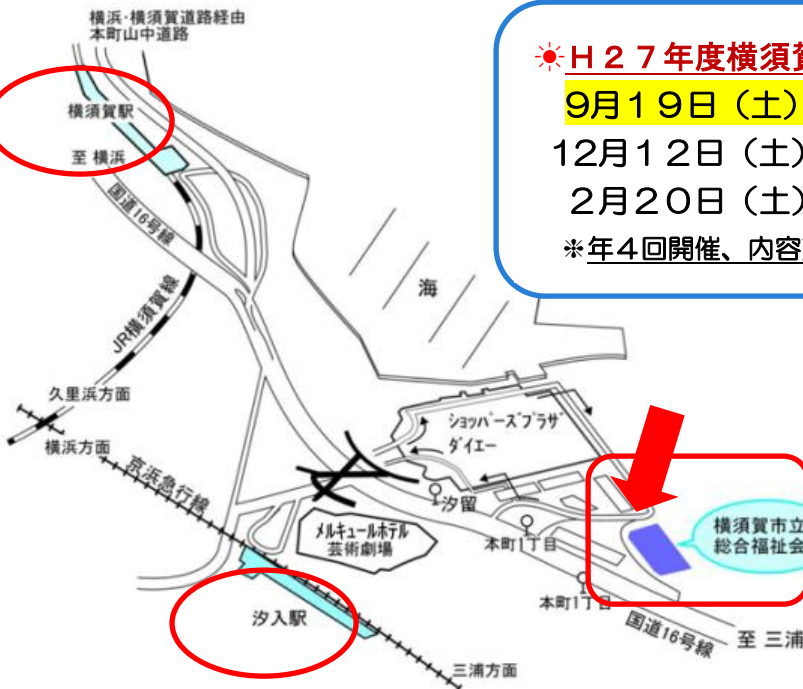 横浜・横須賀道路経由
本町山中道路
横須賀駅
至 横浜
国道16号線
JR横須賀線
久里浜方面
横浜方面
京浜急行線
☀H27年度横須賀
9月19日（土）
12月12日（土）
2月20日（土）
※年4回開催、内容
海
ショッパーズプラザ
ダイエー
汐留
メルキュールホテル
芸術劇場
本町1丁目
本町1丁目
横須賀市立
総合福祉会
汐入駅
国道16号線
至 三浦
三浦方面